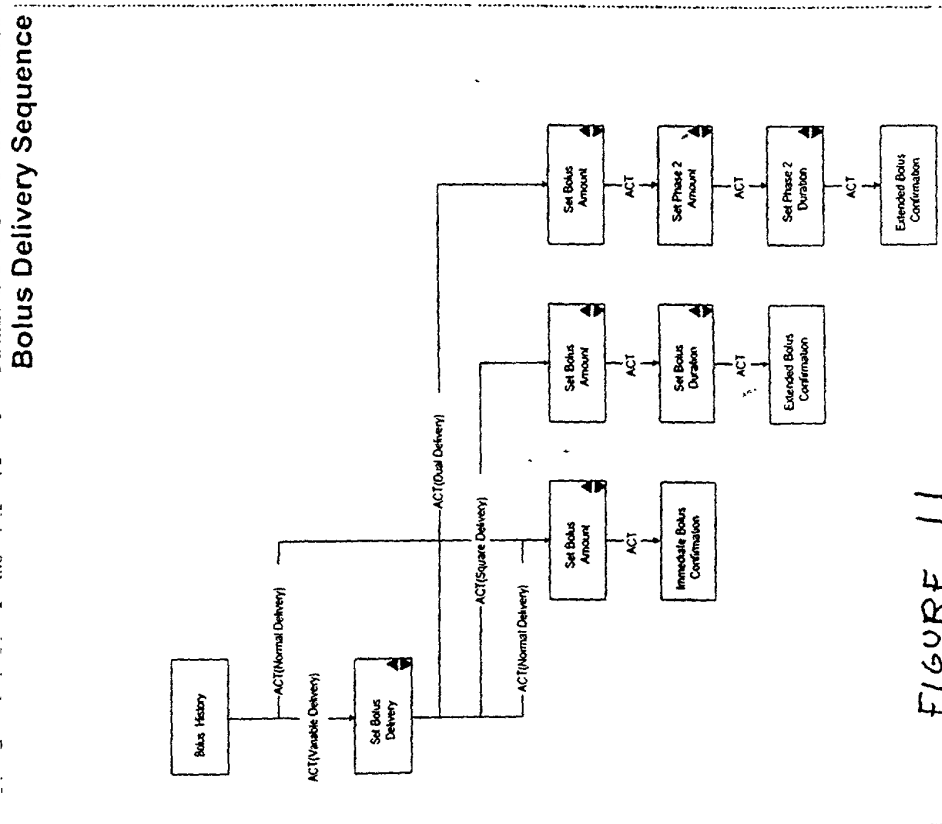 Bolus Delivery Sequence
Bolus History
ACT(Normal Delivery)
ACT(Variable Delivery)
Set Bolus
Delivery
ACT(Dual Delivery)
ACT(Square Delivery)
ACT(Normal Delivery)
Set Bolus
Amount
ACT
Immediate Bolus
Confirmation
Set Bolus
Amount
ACT
Set Bolus
Duration
ACT
Extended Bolus
Confirmation
Set Bolus
Amount
ACT
Set Phase 2
Amount
ACT
Set Phase 2
Duration
ACT
Extended Bolus
Confirmation
FIGURE 11